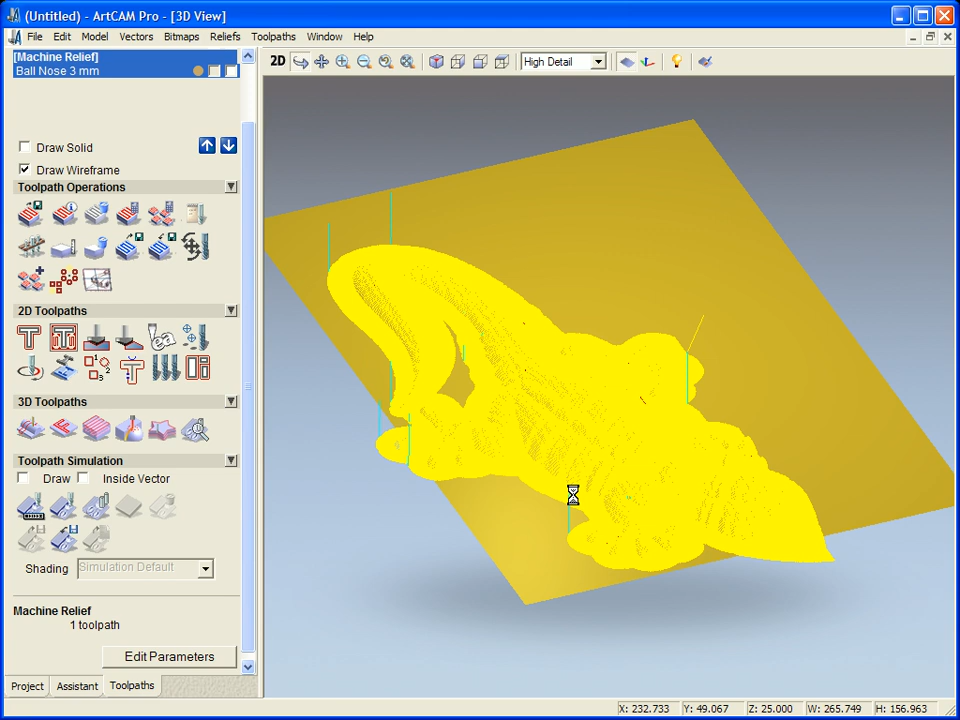 (Untitled) - ArtCAM Pro - [3D View]
File Edit Model Vectors Bitmaps Reliefs Toolpaths Window Help
[Machine Relief]
Ball Nose 3 mm
2D
High Detail
Draw Solid
Draw Wireframe
Toolpath Operations
2D Toolpaths
3D Toolpaths
Toolpath Simulation
Draw Inside Vector
Shading Simulation Default
Machine Relief
1 toolpath
Edit Parameters
Project Assistant Toolpaths
X: 232.733 Y: 49.067 Z: 25.000 W: 265.749 H: 156.963